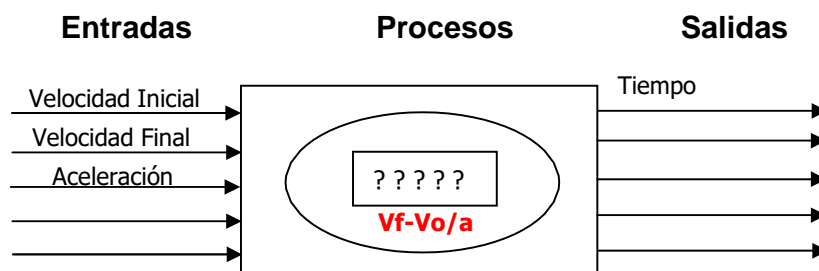 Entradas Procesos Salidas
Velocidad Inicial
Velocidad Final
Aceleración
? ? ? ? ?
Vf-Vo/a
Tiempo